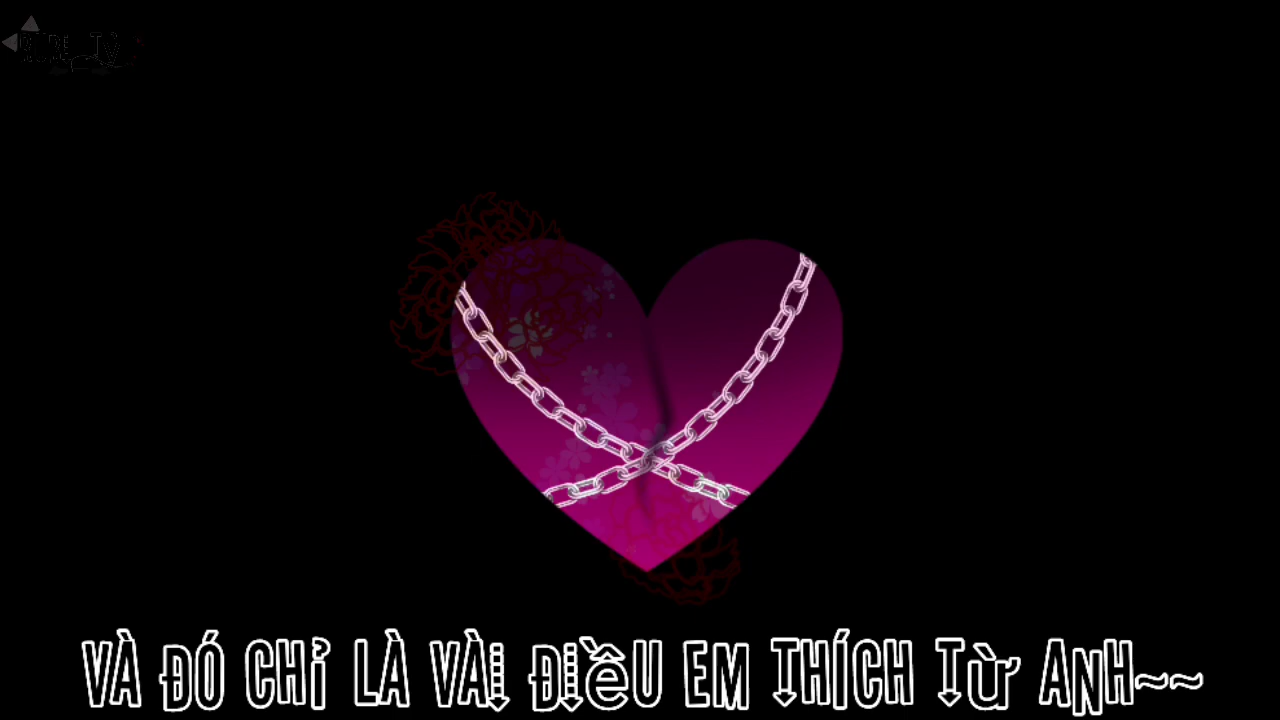 VÀ ĐÓ CHỈ LÀ VÀI ĐIỀU EM THÍCH TỪ ANH~~